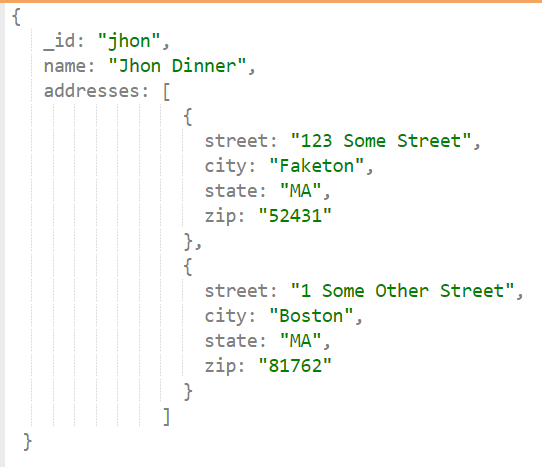 {
_id: "jhon",
name: "Jhon Dinner",
addresses: [
{
street: "123 Some Street",
city: "Faketon",
state: "MA",
zip: "52431"
},
{
street: "1 Some Other Street",
city: "Boston",
state: "MA",
zip: "81762"
}
]
}